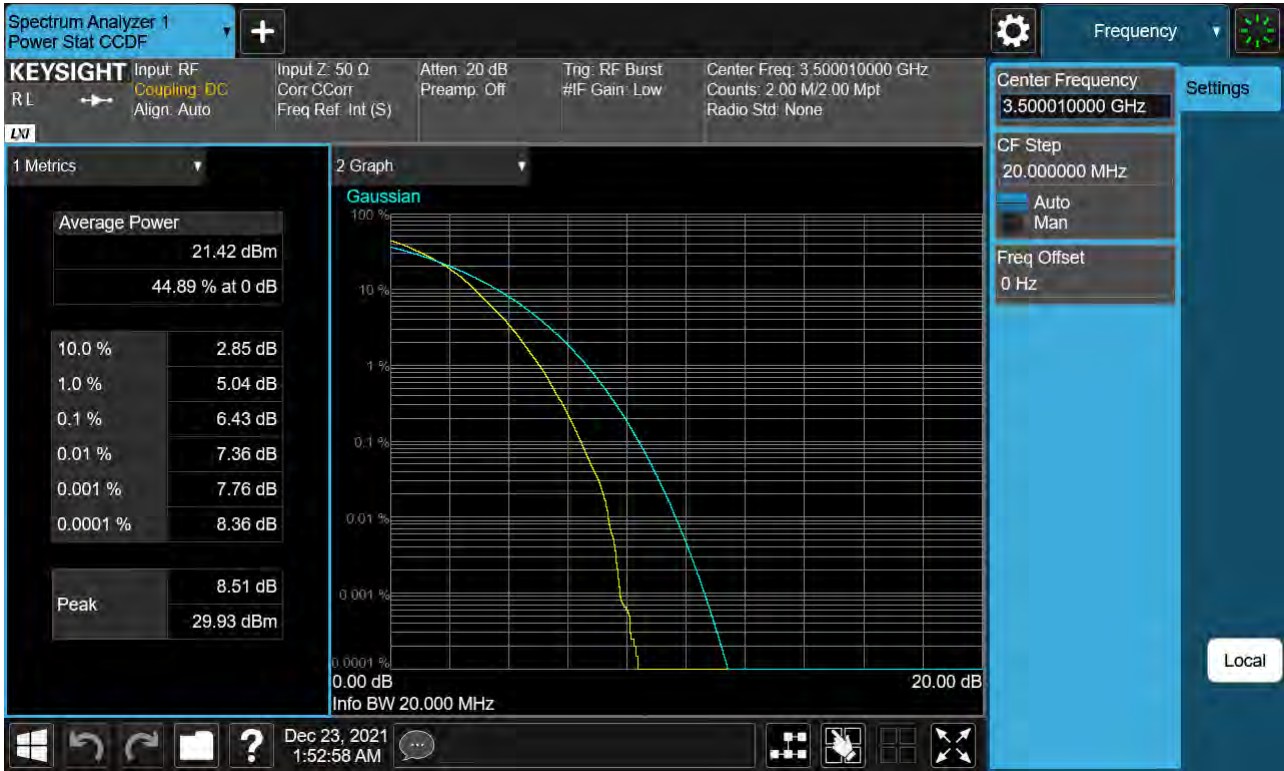 Spectrum Analyzer 1
Power Stat CCDF
+
Frequency
KEYSIGHT
RL
LXI
Input: RF
Coupling: DC
Align: Auto
Input Z: 50 Ω
Corr CCorr
Freq Ref: Int (S)
Atten: 20 dB
Preamp: Off
Trig: RF Burst
#IF Gain: Low
Center Freq: 3.500010000 GHz
Counts: 2.00 M/2.00 Mpt
Radio Std: None
Center Frequency
3.500010000 GHz
Settings
CF Step
20.000000 MHz
Auto
Man
Freq Offset
0 Hz
Local
1 Metrics
Average Power
21.42 dBm
44.89 % at 0 dB
10.0 % 2.85 dB
1.0 % 5.04 dB
0.1 % 6.43 dB
0.01 % 7.36 dB
0.001 % 7.76 dB
0.0001 % 8.36 dB
Peak
8.51 dB
29.93 dBm
2 Graph
Gaussian
100 %
10 %
1 %
0.1 %
0.01 %
0.001 %
0.0001 %
0.00 dB 20.00 dB
Info BW 20.000 MHz
?
Dec 23, 2021
1:52:58 AM